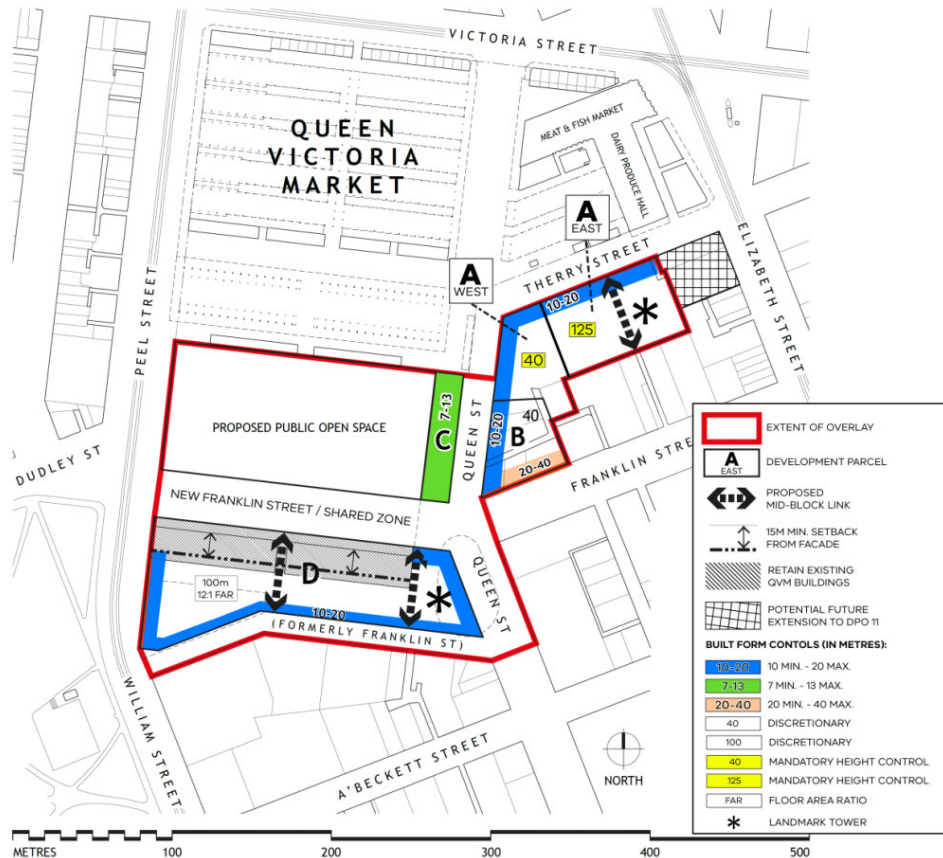 VICTORIA STREET
QUEEN
VICTORIA
MARKET
MEAT & FISH MARKET
DAIRY PRODUCE HALL
A
EAST
A
WEST
THERRY STREET
ELIZABETH STREET
PEEL STREET
10-20
125
40
40
B
10-20
20-40
7-13
C
QUEEN ST
PROPOSED PUBLIC OPEN SPACE
DUDLEY ST
FRANKLIN STRE
NEW FRANKLIN STREET / SHARED ZONE
D
100m
12:1 FAR
10-20
(FORMERLY FRANKLIN ST)
QUEEN ST
WILLIAM STREET
A'BECKETT STREET
NORTH
EXTENT OF OVERLAY
A
EAST
DEVELOPMENT PARCEL
PROPOSED
MID-BLOCK LINK
15M MIN. SETBACK
FROM FACADE
RETAIN EXISTING
QVM BUILDINGS
POTENTIAL FUTURE
EXTENSION TO DPO 11
BUILT FORM CONTOLS (IN METRES):
10-20 10 MIN. - 20 MAX.
7-13 7 MIN. - 13 MAX.
20-40 20 MIN. - 40 MAX.
40 DISCRETIONARY
100 DISCRETIONARY
40 MANDATORY HEIGHT CONTROL
125 MANDATORY HEIGHT CONTROL
FAR FLOOR AREA RATIO
LANDMARK TOWER
METRES 100 200 300 400 500